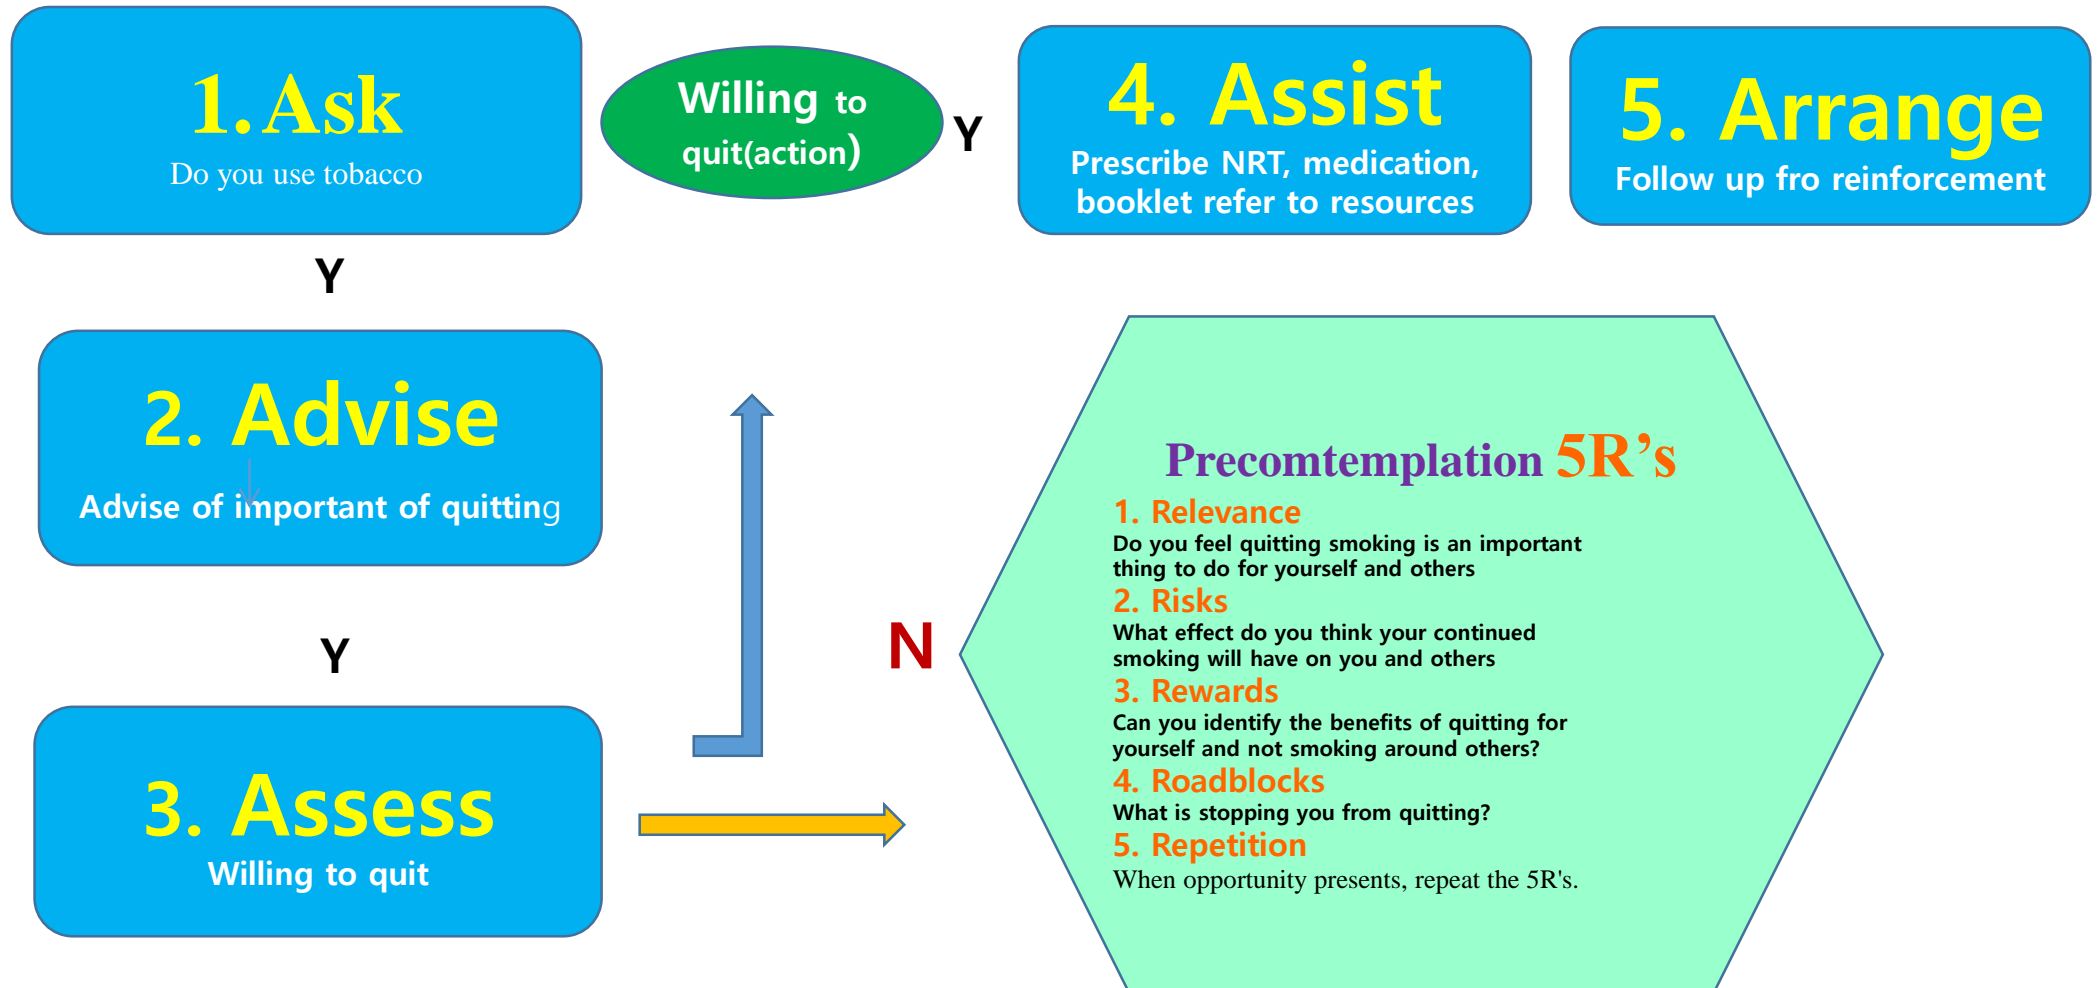 1. Ask
Do you use tobacco
Y
2. Advise
Advise of important of quitting
Y
3. Assess
Willing to quit
Willing to
quit(action)
Y
4. Assist
Prescribe NRT, medication,
booklet refer to resources
5. Arrange
Follow up fro reinforcement
N
Precomtemplation 5R’s
1. Relevance
Do you feel quitting smoking is an important
thing to do for yourself and others
2. Risks
What effect do you think your continued
smoking will have on you and others
3. Rewards
Can you identify the benefits of quitting for
yourself and not smoking around others?
4. Roadblocks
What is stopping you from quitting?
5. Repetition
When opportunity presents, repeat the 5R's.